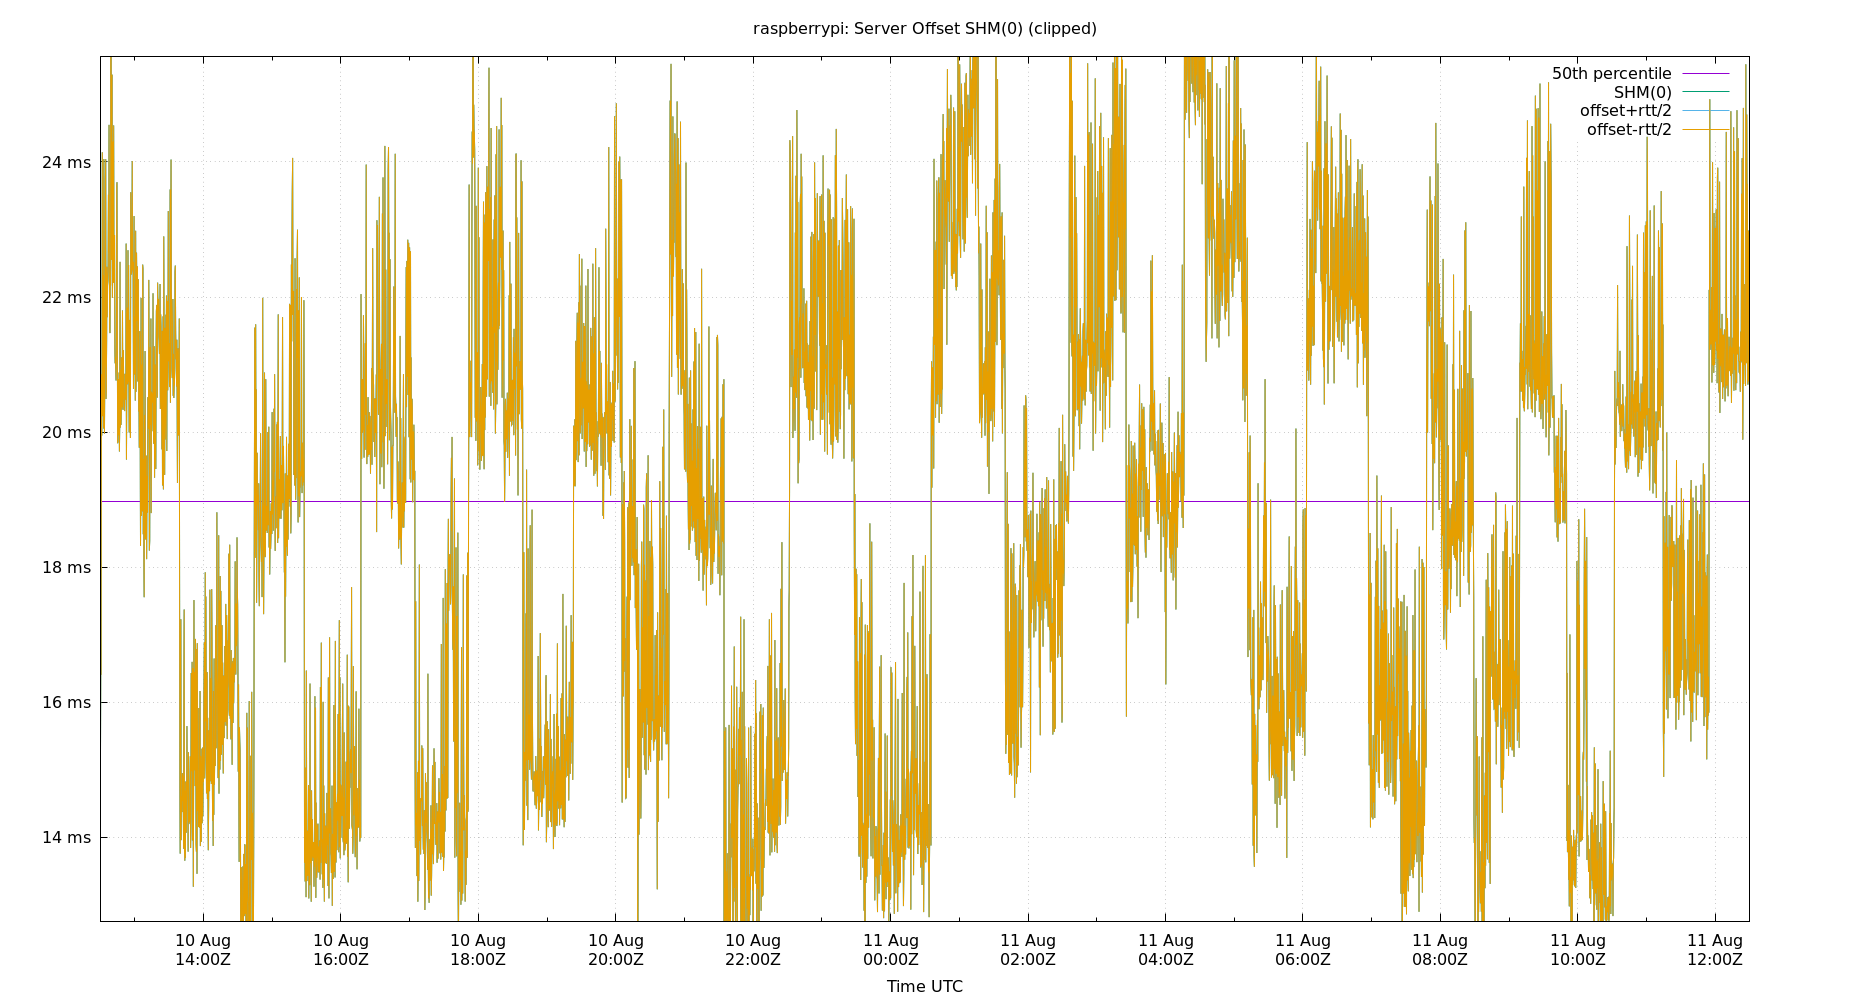 raspberrypi: Server Offset SHM(0) (clipped)
50th percentile
SHM(0)
offset+rtt/2
offset-rtt/2
24 ms
22 ms
20 ms
18 ms
16 ms
14 ms
10 Aug 10 Aug 10 Aug 10 Aug 10 Aug 11 Aug 11 Aug 11 Aug 11 Aug 11 Aug 11 Aug 11 Aug
14:00Z 16:00Z 18:00Z 20:00Z 22:00Z 00:00Z 02:00Z 04:00Z 06:00Z 08:00Z 10:00Z 12:00Z
Time UTC